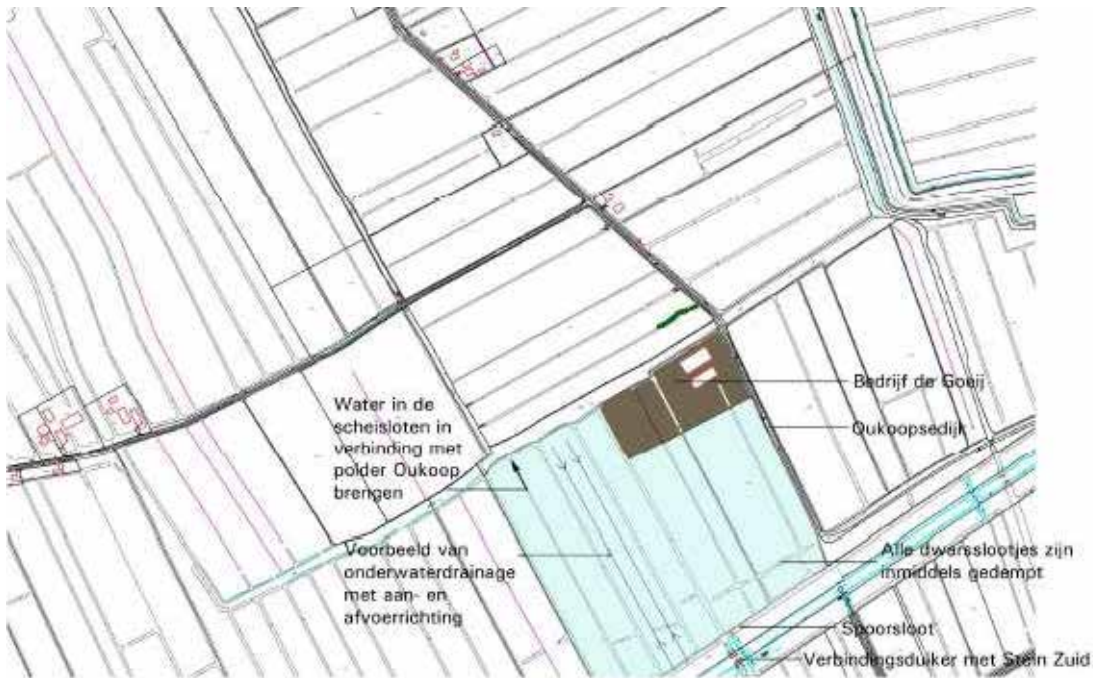 Water in de
scheisloten in
verbinding met
polder Oukoop
brengen
Bedrijf de Goeij
Oukoopsedijk
Voorbeeld van
onderwaterdrainage
met aan- en
afvoerrichting
Alle dwarsslootjes zijn
inmiddels gedempt
Spoorsloot
Verbindingsduiker met Stein Zuid